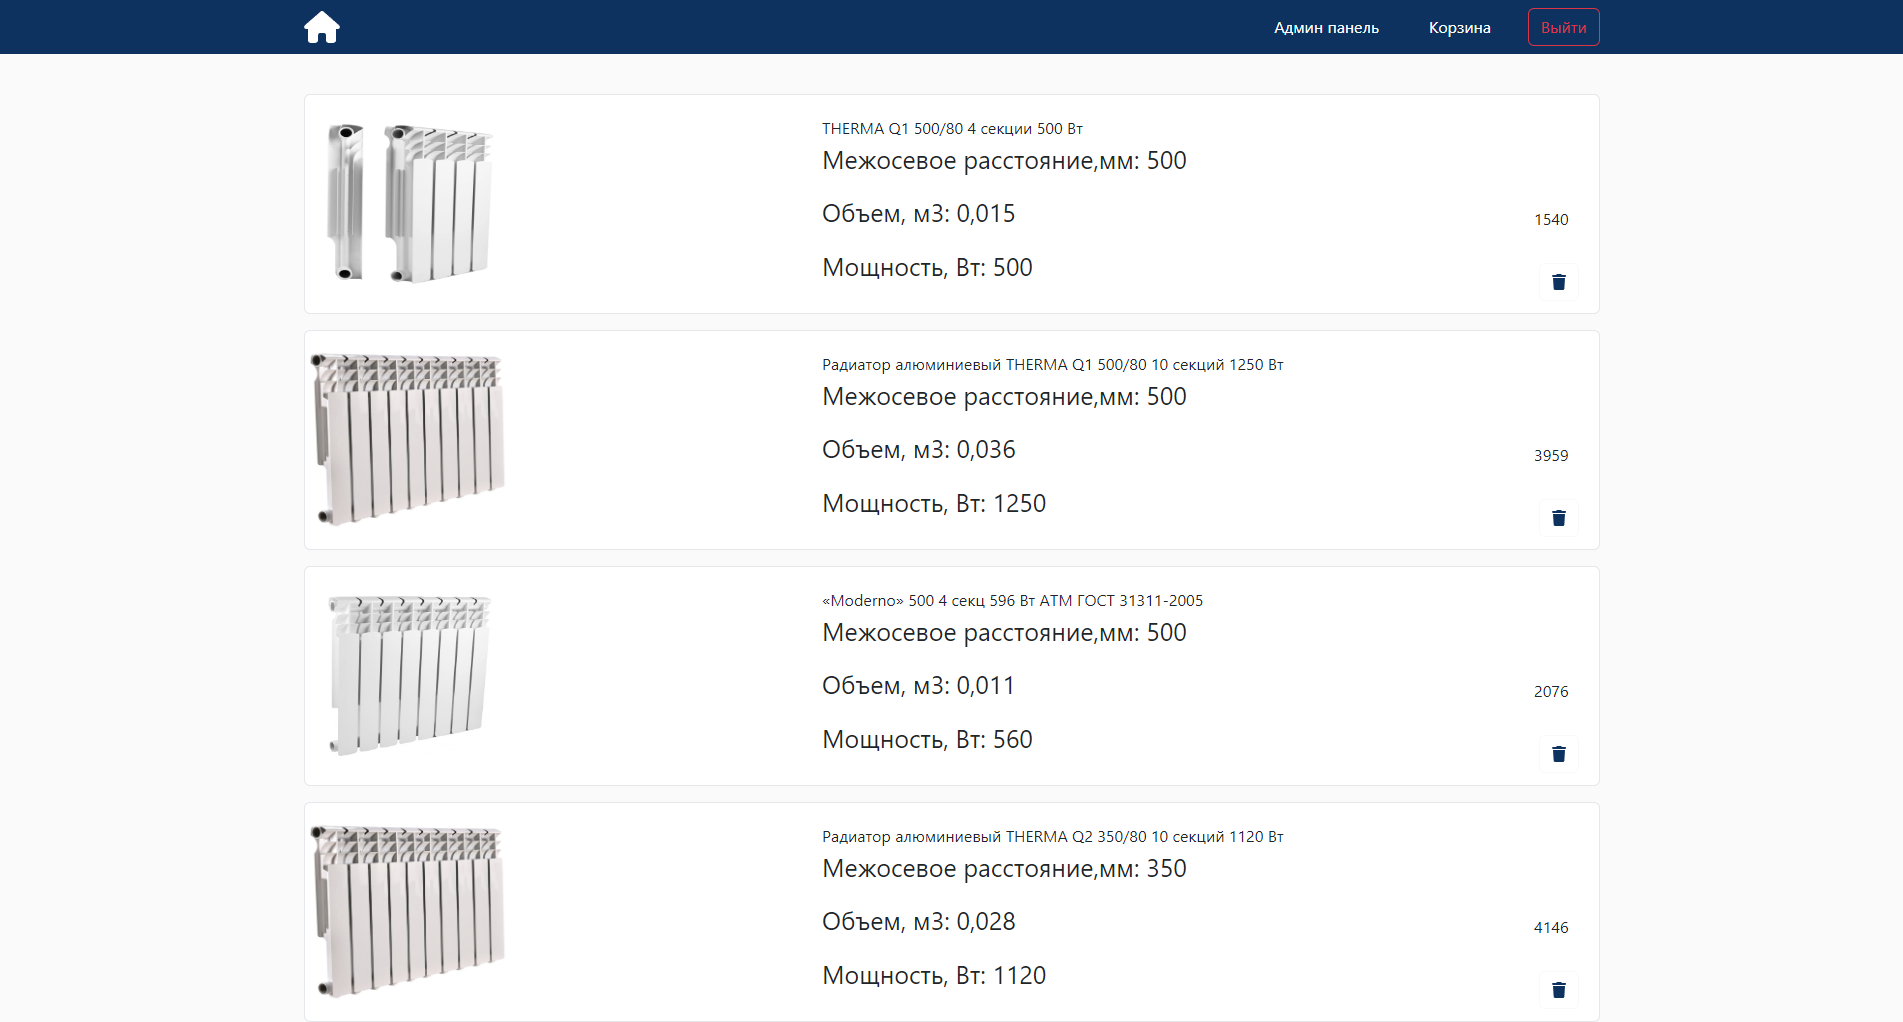 Админ панель
Корзина
Выйти
THERMA Q1 500/80 4 секции 500 Вт
Межосевое расстояние,мм: 500
Объем, м3: 0,015
1540
Мощность, Вт: 500
Радиатор алюминиевый THERMA Q1 500/80 10 секций 1250 Вт
Межосевое расстояние,мм: 500
Объем, м3: 0,036
3959
Мощность, Вт: 1250
«Moderno» 500 4 секц 596 Вт АТМ ГОСТ 31311-2005
Межосевое расстояние,мм: 500
Объем, м3: 0,011
2076
Мощность, Вт: 560
Радиатор алюминиевый THERMA Q2 350/80 10 секций 1120 Вт
Межосевое расстояние,мм: 350
Объем, м3: 0,028
4146
Мощность, Вт: 1120